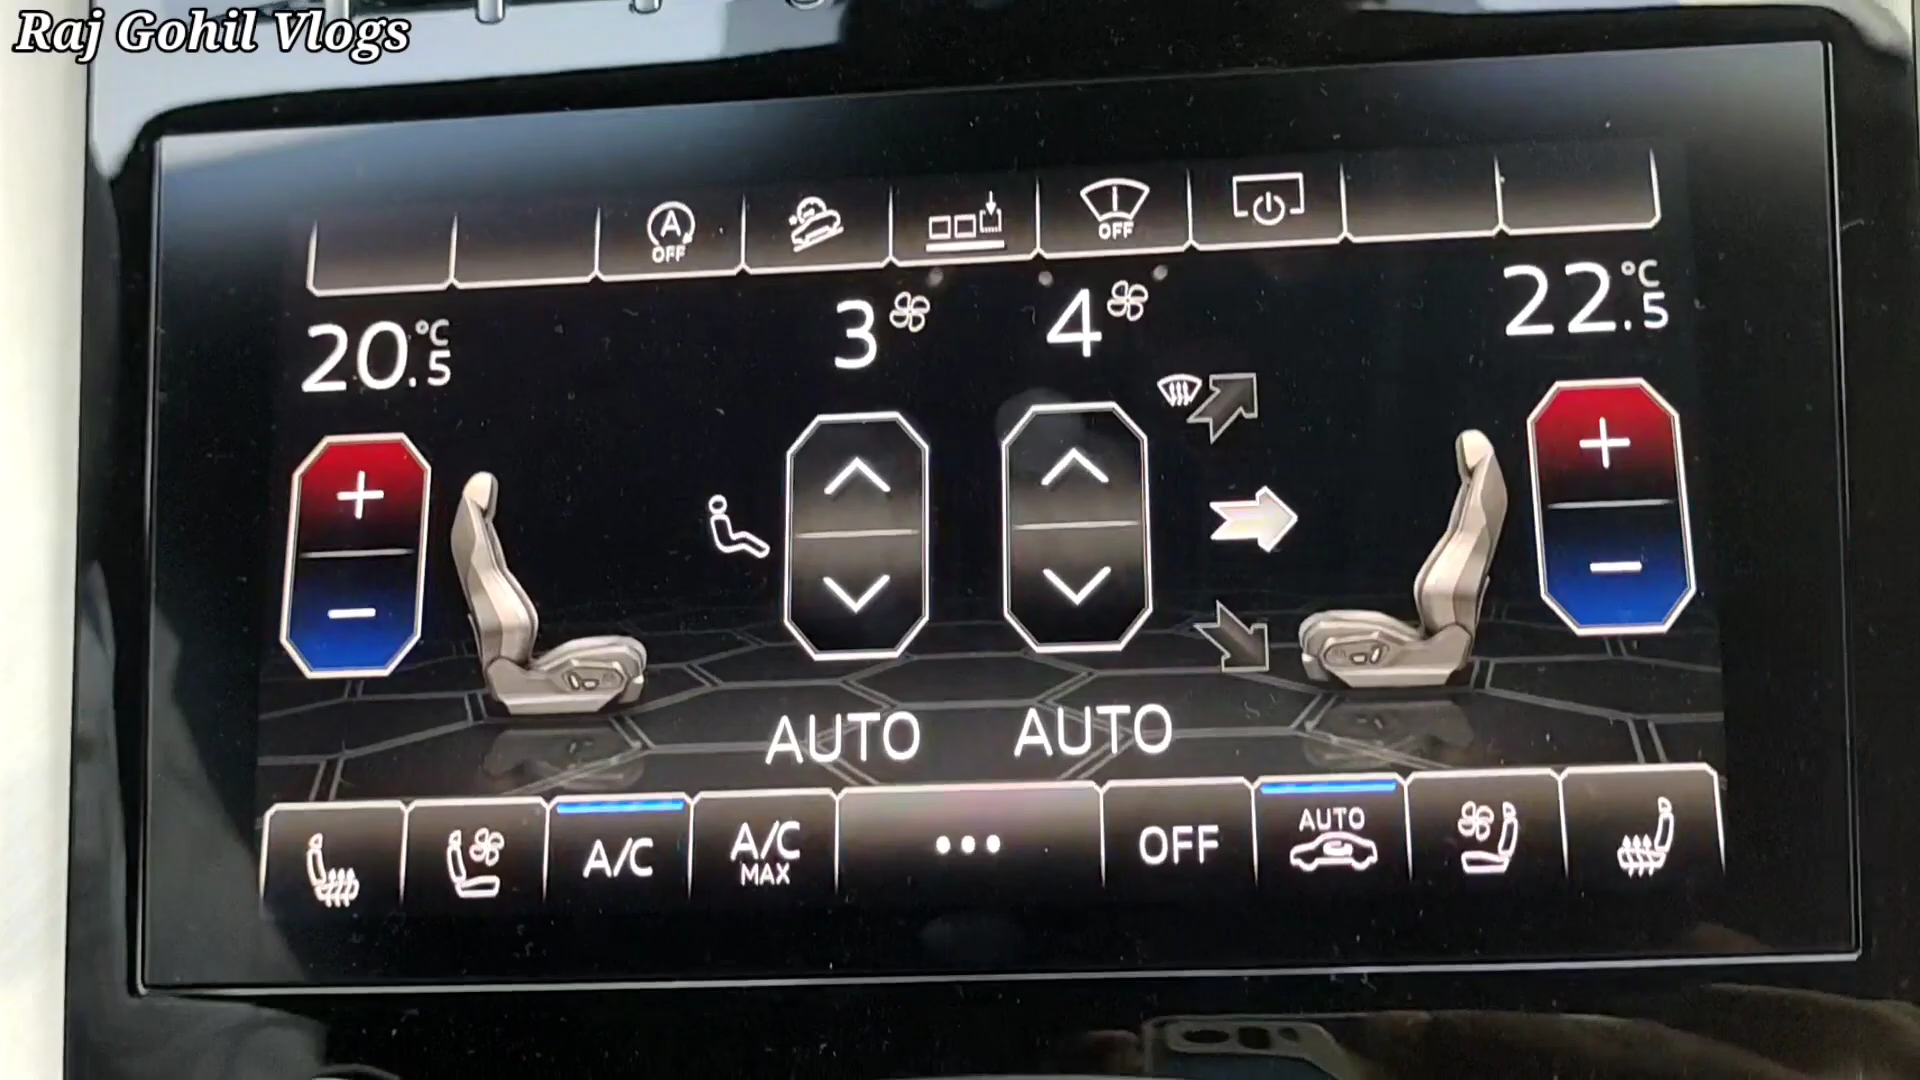 Raj Gohil Vlogs
A
OFF
OFF
20.5 °C
3
4
22.5 °C
AUTO
AUTO
A/C
A/C
MAX
OFF
AUTO